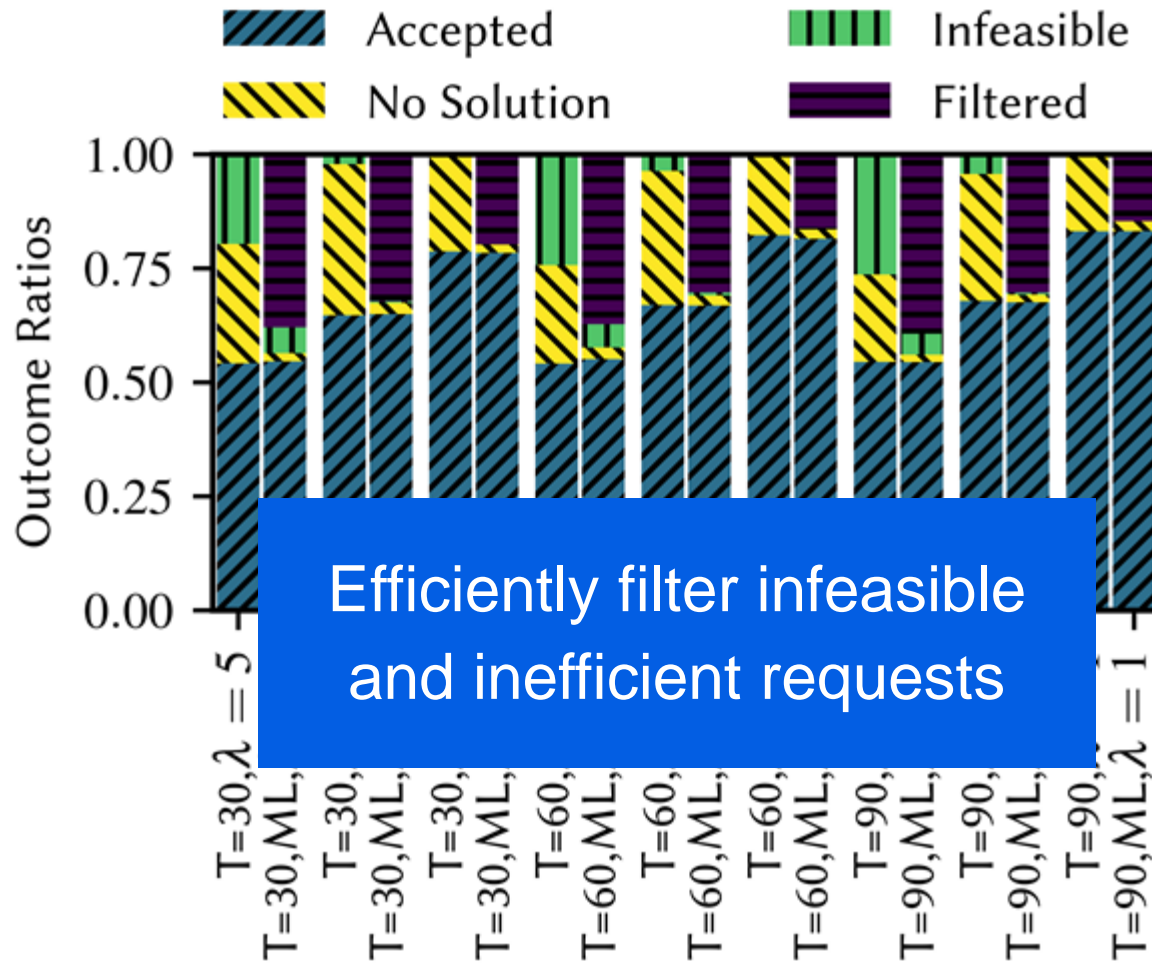 Accepted
Infeasible
No Solution
Filtered
Outcome Ratios
1.00
0.75
0.50
0.25
0.00
Efficiently filter infeasible
and inefficient requests
T=30,λ = 5
T=30,ML,
T=30,
T=30,ML,
T=30,
T=30,ML,
T=60,
T=60,ML,
T=60,
T=60,ML,
T=60,
T=60,ML,
T=90,
T=90,ML,
T=90,
T=90,ML,
T=90,
T=90,ML,λ = 1